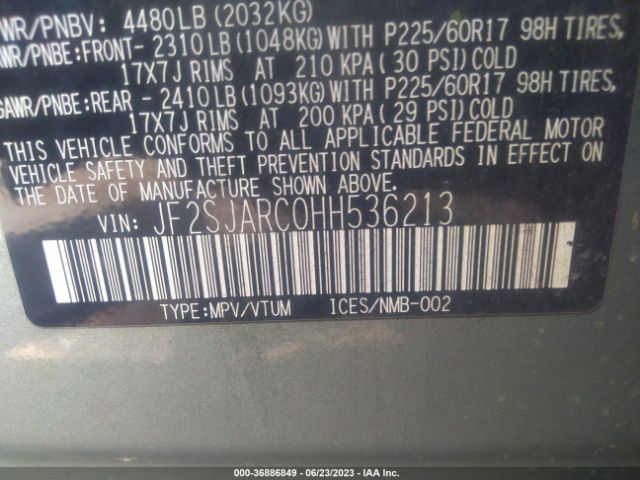 WR/PNBV: 4480LB(2032KG)
WR/PNBE:FRONT- 2310LB(1048KG)WITH P225/60R17 98H TIRES,
17X7J RIMS AT 210 KPA(30 PSI)COLD
GAWR/PNBE:REAR - 2410LB(1093KG)WITH P225/60R17 98H TIRES,
17X7J RIMS AT 200 KPA(29 PSI)COLD
THIS VEHICLE CONFORMS TO ALL APPLICABLE FEDERAL MOTOR
VEHICLE SAFETY AND THEFT PREVENTION STANDARDS IN EFFECT ON
THE DATE OF MANUFACTURE SHOWN ABOVE.
VIN: JF2SJARC0HH536213
TYPE:MPV/VTUM ICES/NMB-002
000-36886849 - 06/23/2023 - IAA Inc.